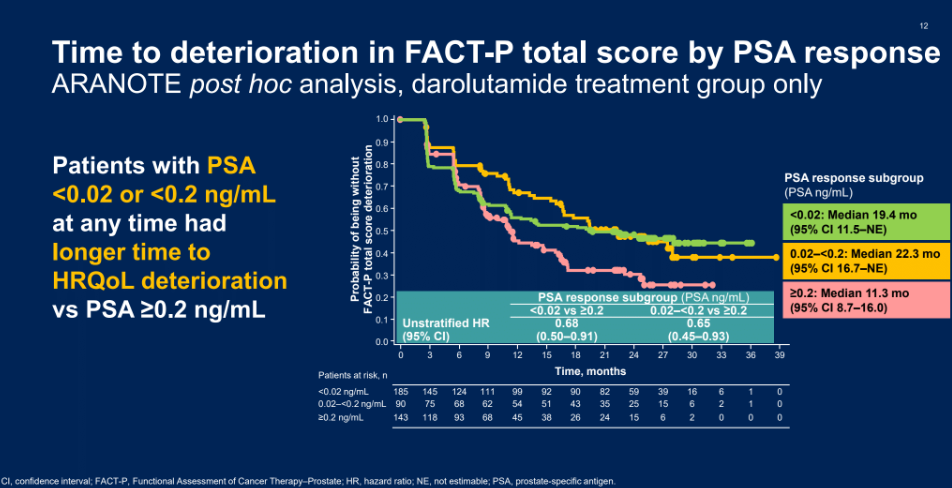 12
Time to deterioration in FACT-P total score by PSA response
ARANOTE post hoc analysis, darolutamide treatment group only
Patients with PSA
<0.02 or <0.2 ng/mL
at any time had
longer time to
HRQoL deterioration
vs PSA ≥0.2 ng/mL
Probability of being without
FACT-P total score deterioration
1.0
0.9
0.8
0.7
0.6
0.5
0.4
0.3
0.2
0.1
0.0
PSA response subgroup (PSA ng/mL)
<0.02 vs ≥0.2 0.02–<0.2 vs ≥0.2
Unstratified HR 0.68 0.65
(95% CI) (0.50–0.91) (0.45–0.93)
0 3 6 9 12 15 18 21 24 27 30 33 36 39
Time, months
PSA response subgroup
(PSA ng/mL)
<0.02: Median 19.4 mo
(95% CI 11.5–NE)
0.02–<0.2: Median 22.3 mo
(95% CI 16.7–NE)
≥0.2: Median 11.3 mo
(95% CI 8.7–16.0)
Patients at risk, n
<0.02 ng/mL 185 145 124 111 99 92 90 82 59 39 16 6 1 0
0.02–<0.2 ng/mL 90 75 68 62 54 51 43 35 25 15 6 2 1 0
≥0.2 ng/mL 143 118 93 68 45 38 26 24 15 6 2 0 0 0
CI, confidence interval; FACT-P, Functional Assessment of Cancer Therapy–Prostate; HR, hazard ratio; NE, not estimable; PSA, prostate-specific antigen.